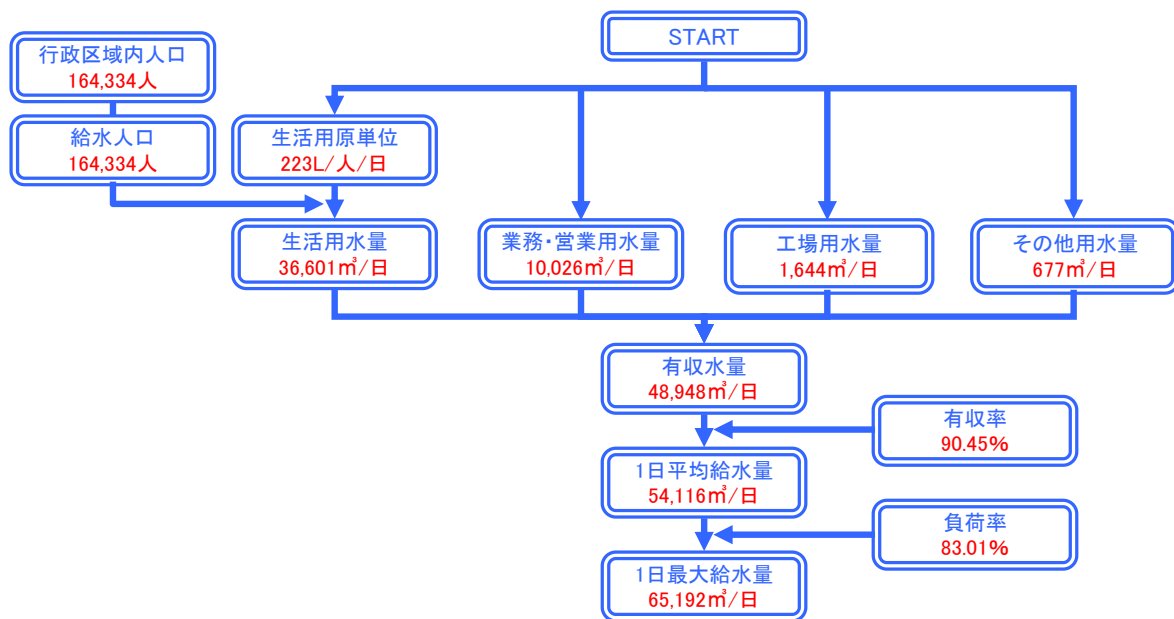 START
行政区域内人口
164,334人
給水人口
164,334人
生活用原単位
223L/人/日
生活用水量
36,601㎥/日
業務・営業用水量
10,026㎥/日
工場用水量
1,644㎥/日
その他用水量
677㎥/日
有収水量
48,948㎥/日
有収率
90.45%
1日平均給水量
54,116㎥/日
負荷率
83.01%
1日最大給水量
65,192㎥/日